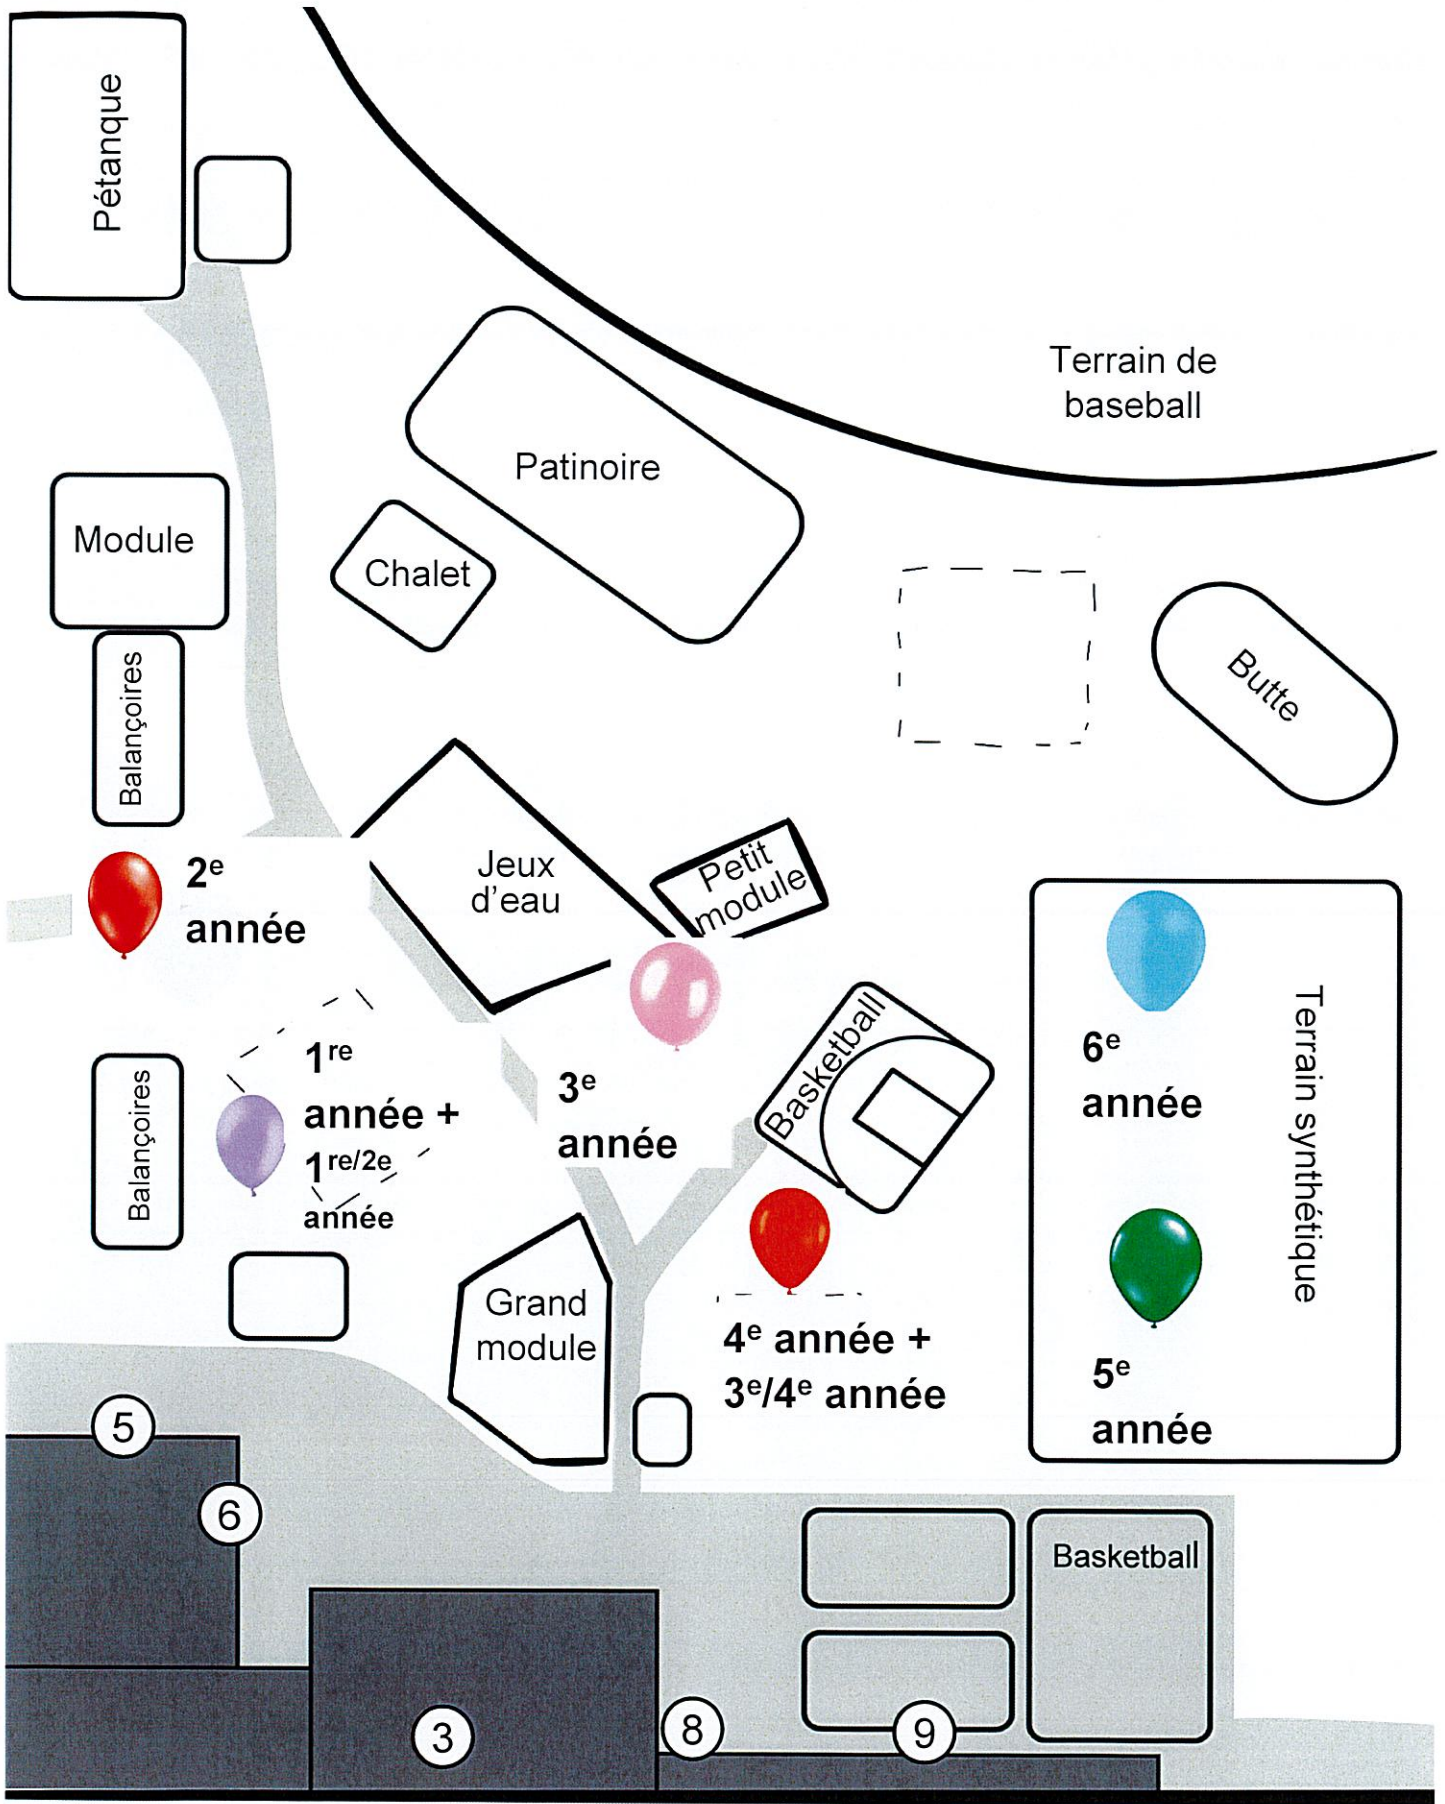 Pétanque
Terrain de
baseball
Patinoire
Module
Chalet
Butte
Balançoires
Jeux
d'eau
Petit
module
2e
année
6e
année
Terrain synthétique
Basketball
1re
année +
1re/2e
année
Balançoires
3e
année
Grand
module
4e année +
3e/4e année
5e
année
5
6
Basketball
3
8
9